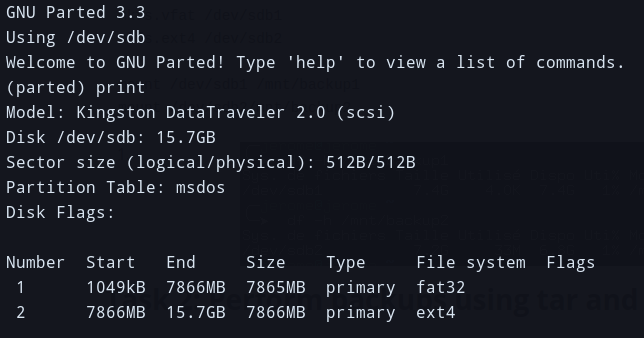 GNU Parted 3.3
Using /dev/sdb
Welcome to GNU Parted! Type 'help' to view a list of commands.
(parted) print
Model: Kingston DataTraveler 2.0 (scsi)
Disk /dev/sdb: 15.7GB
Sector size (logical/physical): 512B/512B
Partition Table: msdos
Disk Flags:
Number  Start   End     Size    Type     File system  Flags
 1      1049kB  7866MB  7865MB  primary  fat32
 2      7866MB  15.7GB  7866MB  primary  ext4
using tar and